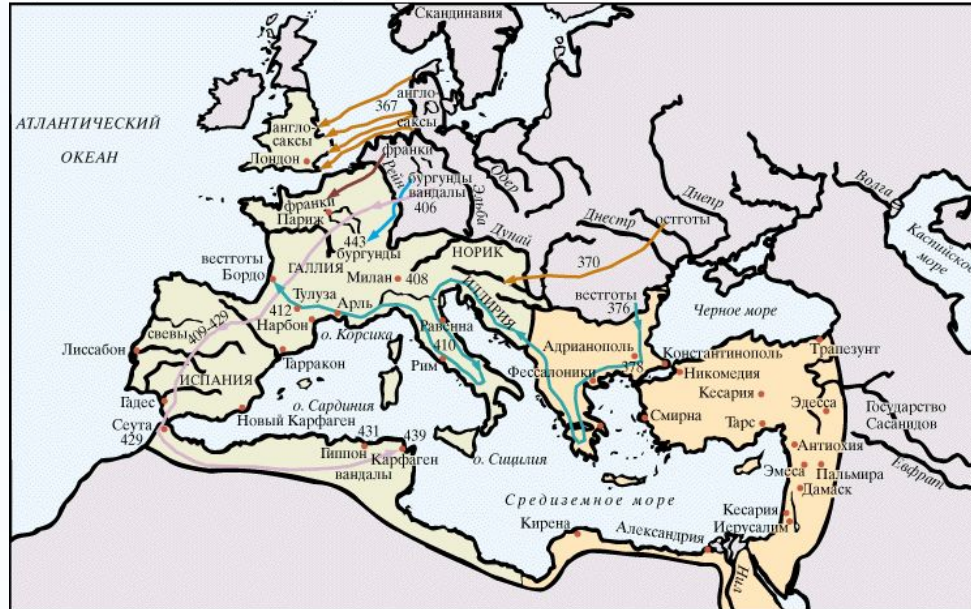 Скандинавия
АТЛАНТИЧЕСКИЙ
ОКЕАН
367
англо-
саксы
англо-
саксы
Лондон
франки
Рейн
бургунды
вандалы
406
Эльба
Одер
франки
Париж
Дунай
Днестр
Днепр
остготы
Волга
Каспийское
море
443
бургунды
вестготы
Бордо
ГАЛЛИЯ
Милан
408
НОРИК
370
ИЛЛИРИЯ
вестготы
376
Черное море
Тулуза
412
Арль
Нарбон
о. Корсика
Равенна
410
Рим
Адрианополь
378
Константинополь
Трапезунт
свевы
409-429
Лиссабон
ИСПАНИЯ
Тарракон
Фессалоники
Никомедия
Кесария
Эдесса
Государство
Сасанидов
Гадес
о. Сардиния
Новый Карфаген
Смирна
Тарс
Сеута
429
431
Гиппон
439
Карфаген
вандалы
о. Сицилия
Антиохия
Евфрат
Эмеса
Пальмира
Дамаск
Средиземное море
Кесария
Иерусалим
Кирена
Александрия
Нил